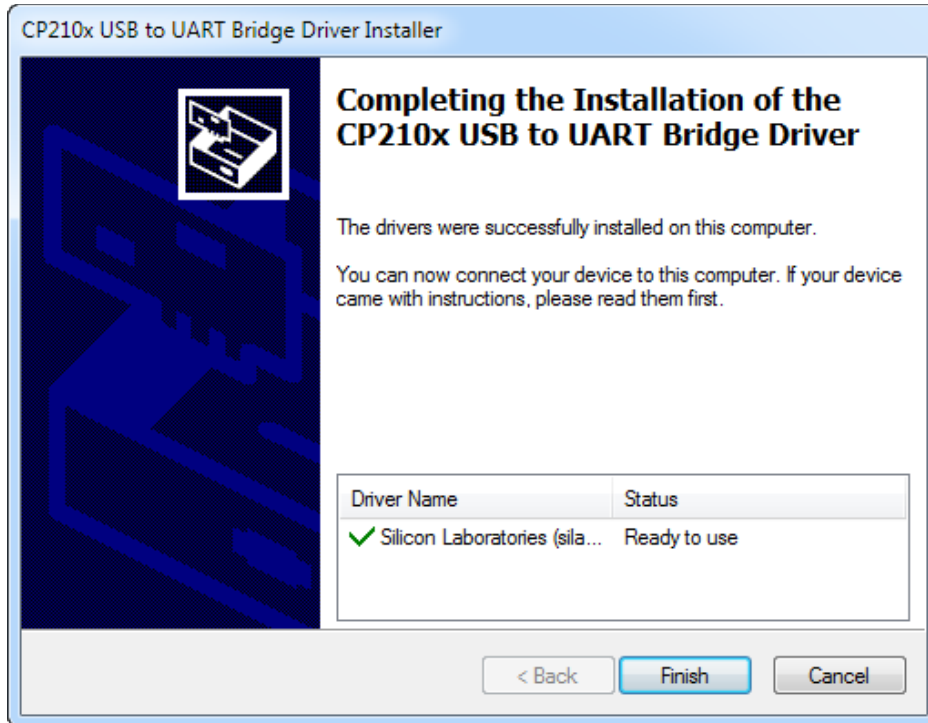 CP210x USB to UART Bridge Driver Installer
Completing the Installation of the
CP210x USB to UART Bridge Driver
The drivers were successfully installed on this computer.
You can now connect your device to this computer. If your device
came with instructions, please read them first.
Driver Name Status
Silicon Laboratories (sila... Ready to use
< Back Finish Cancel